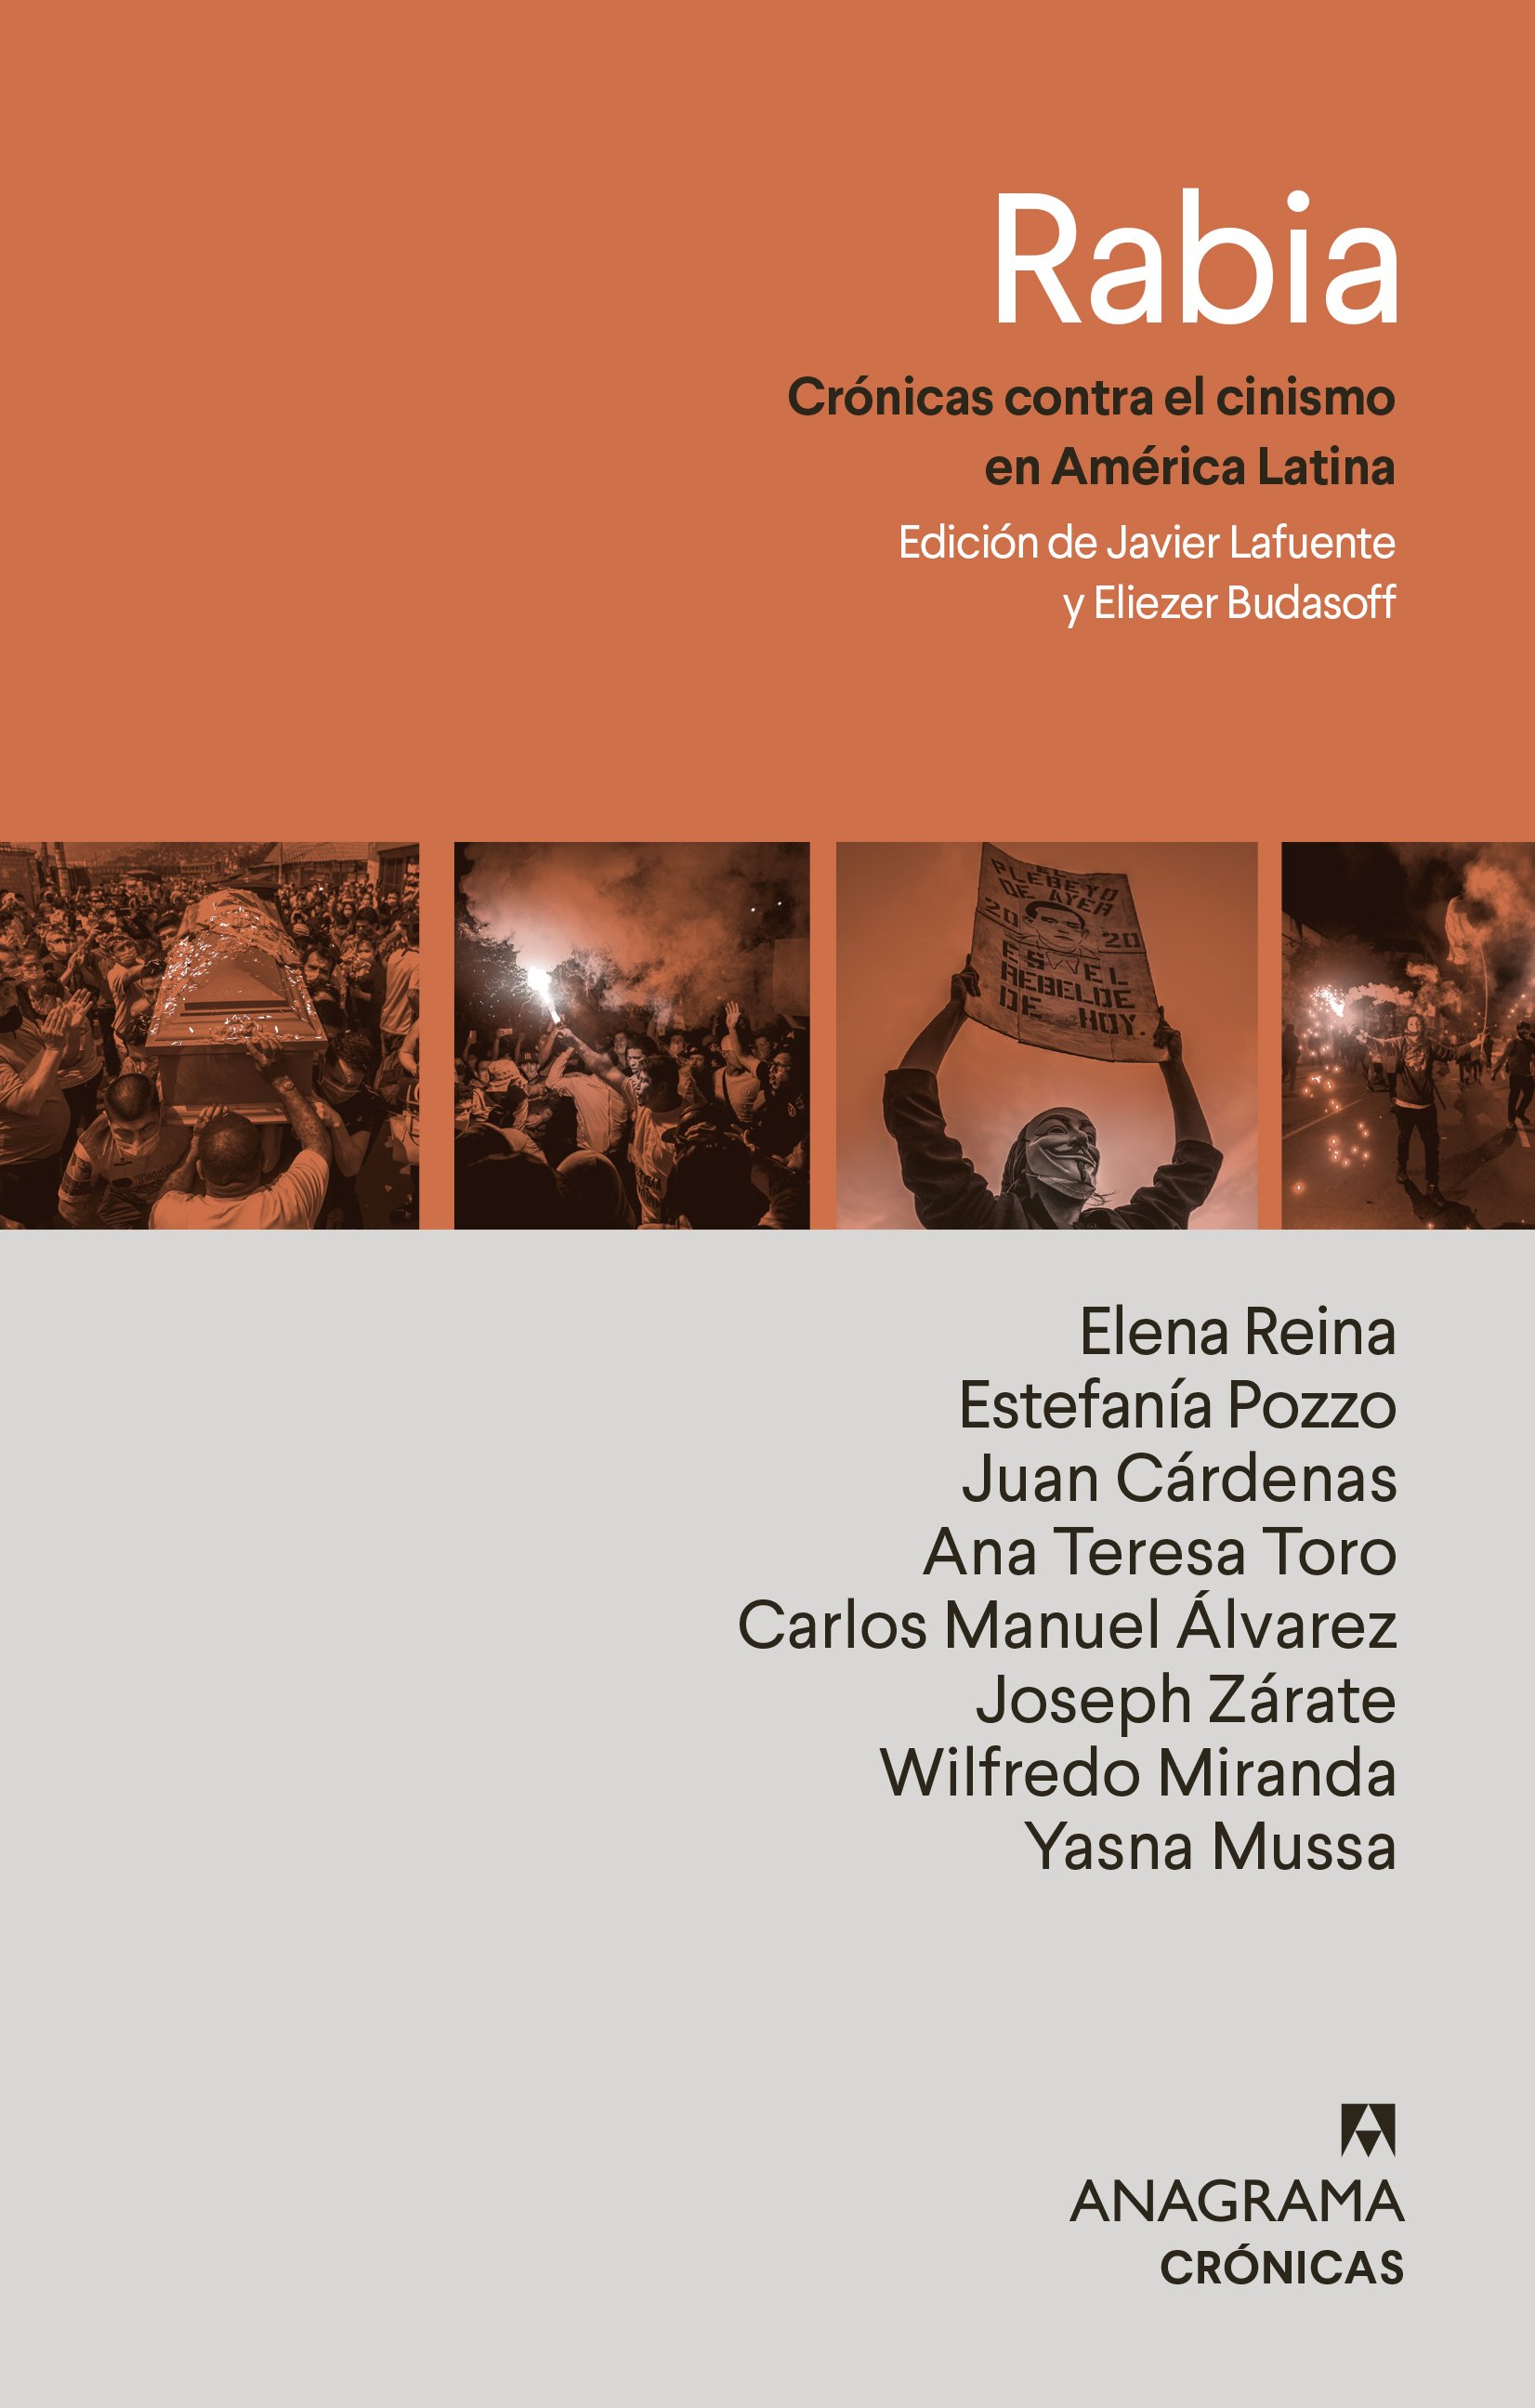 Rabia
Crónicas contra el cinismo
en América Latina
Edición de Javier Lafuente
y Eliezer Budasoff
EL
PLEBEYO
DE AYER
20 20
ES EL
REBELDE
DE HOY.
Elena Reina
Estefanía Pozzo
Juan Cárdenas
Ana Teresa Toro
Carlos Manuel Álvarez
Joseph Zárate
Wilfredo Miranda
Yasna Mussa
ANAGRAMA
CRÓNICAS